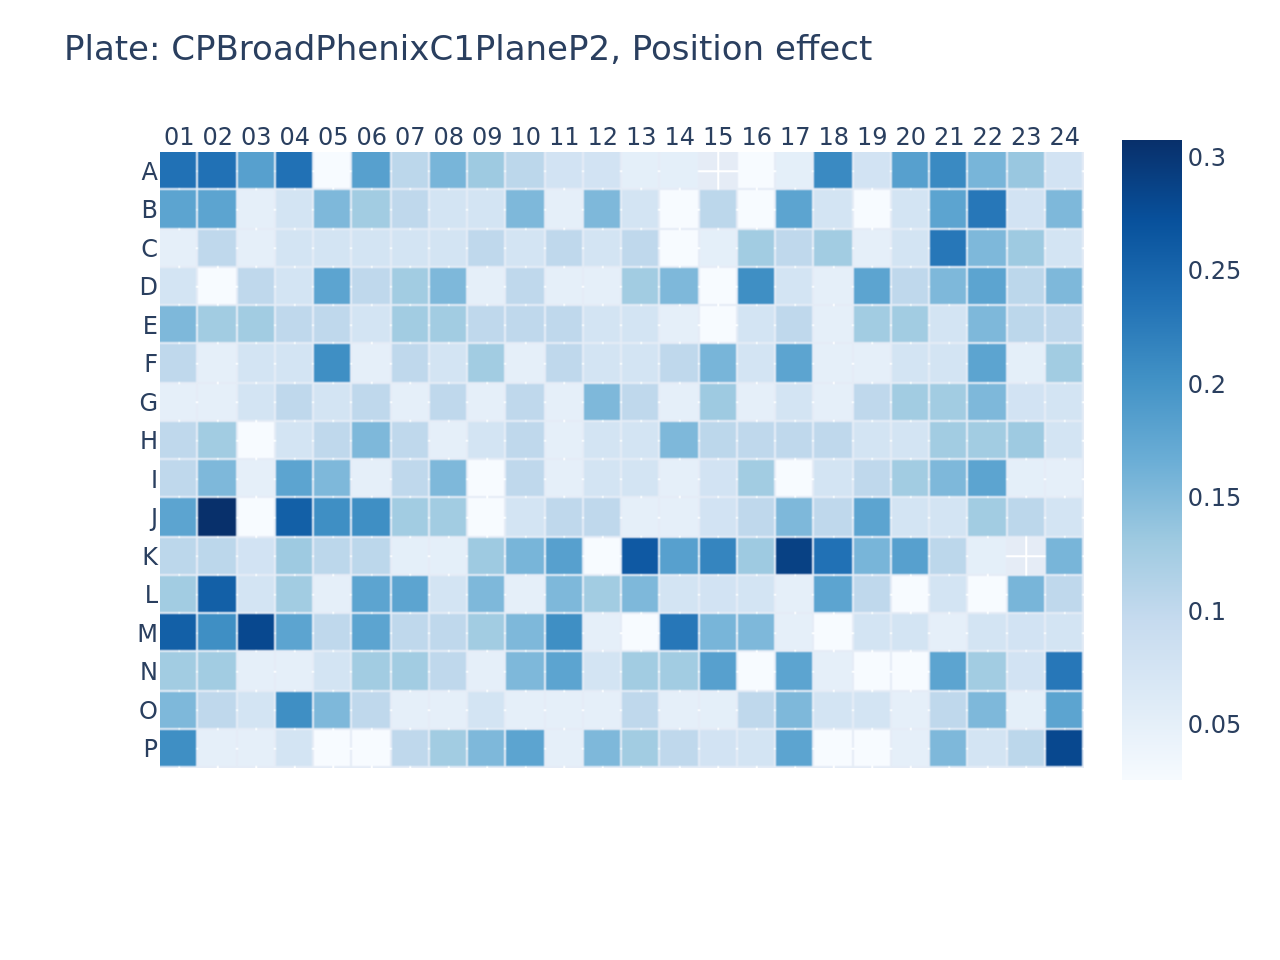 Plate: CPBroadPhenixC1PlaneP2, Position effect
01 02 03 04 05 06 07 08 09 10 11 12 13 14 15 16 17 18 19 20 21 22 23 24
A
B
C
D
E
F
G
H
I
J
K
L
M
N
O
P
0.3
0.25
0.2
0.15
0.1
0.05